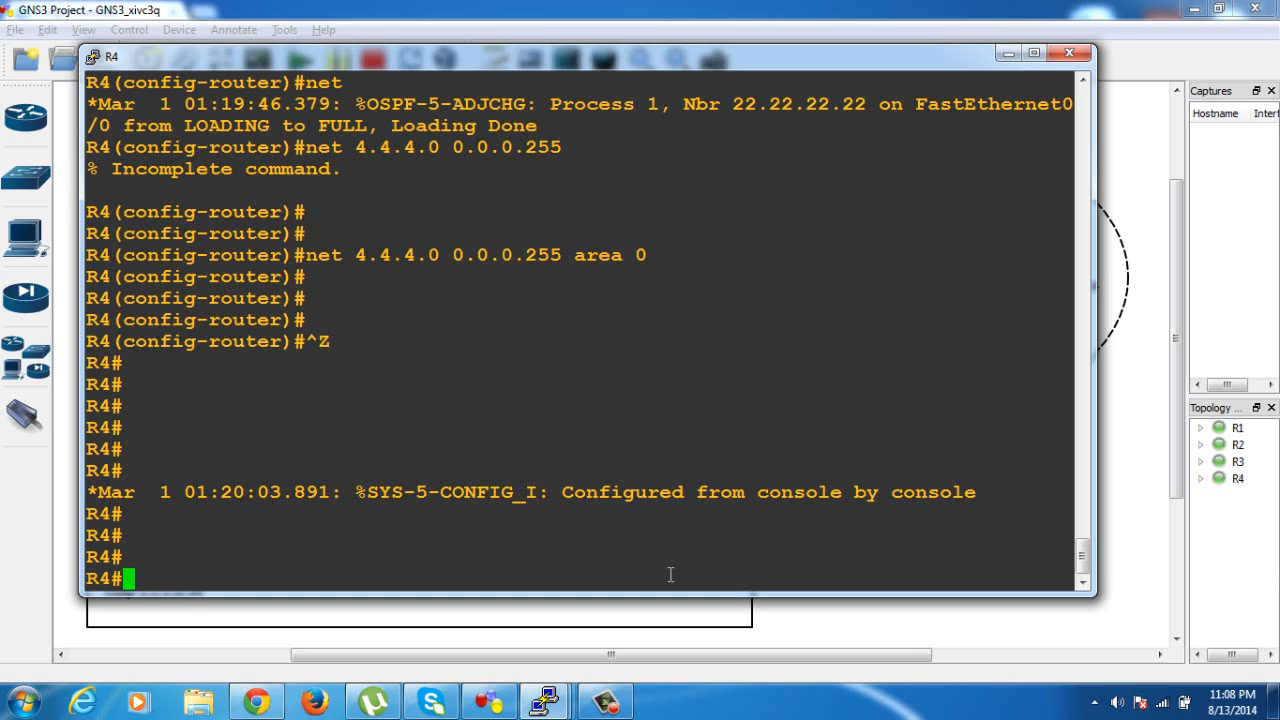 GNS3 Project - GNS3_xivc3q
File Edit View Control Device Annotate Tools Help
R4
R4(config-router)#net
*Mar  1 01:19:46.379: %OSPF-5-ADJCHG: Process 1, Nbr 22.22.22.22 on FastEthernet0
/0 from LOADING to FULL, Loading Done
R4(config-router)#net 4.4.4.0 0.0.0.255
% Incomplete command.
R4(config-router)#
R4(config-router)#
R4(config-router)#net 4.4.4.0 0.0.0.255 area 0
R4(config-router)#
R4(config-router)#
R4(config-router)#
R4(config-router)#^Z
R4#
R4#
R4#
R4#
R4#
R4#
*Mar  1 01:20:03.891: %SYS-5-CONFIG_I: Configured from console by console
R4#
R4#
R4#
R4#
Captures
Hostname Interf
Topology ...
R1
R2
R3
R4
11:08 PM
8/13/2014